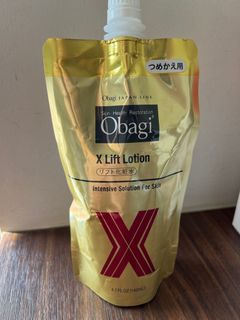 Obagi JAPAN LINE
つめかえ用
Skin Health Restoration
Obagi
X Lift Lotion
リフト化粧水
Intensive Solution For Skin
X